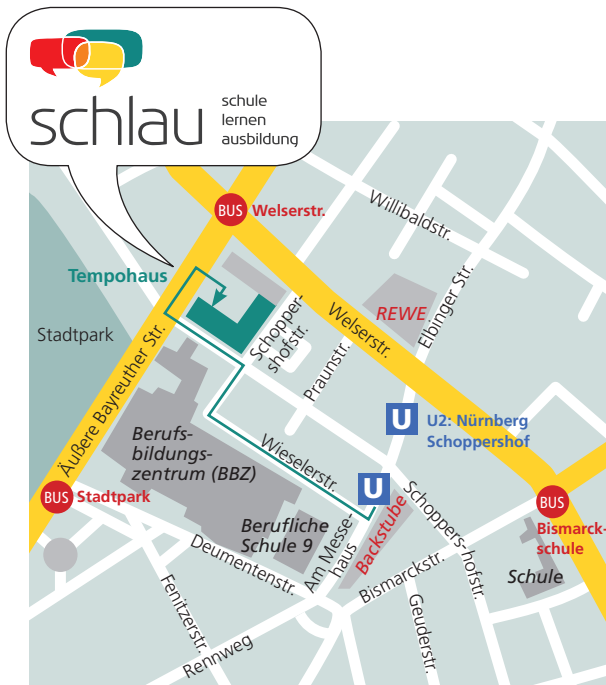 schlau
schule
lernen
ausbildung
BUS
Welserstr.
Willibaldstr.
Tempohaus
REWE
Elbinger Str.
Stadtpark
Schopper-
shofstr.
Welserstr.
Praunstr.
Äußere Bayreuther Str.
U
U2: Nürnberg
Schoppershof
Berufs-
bildungs-
zentrum (BBZ)
Wieselerstr.
U
BUS
Stadtpark
Schoppers-hofstr.
BUS
Bismarck-
schule
Berufliche
Schule 9
Am Messe-
haus
Backstube
Deumentenstr.
Bismarckstr.
Schule
Fenitzerstr.
Geuderstr.
Rennweg